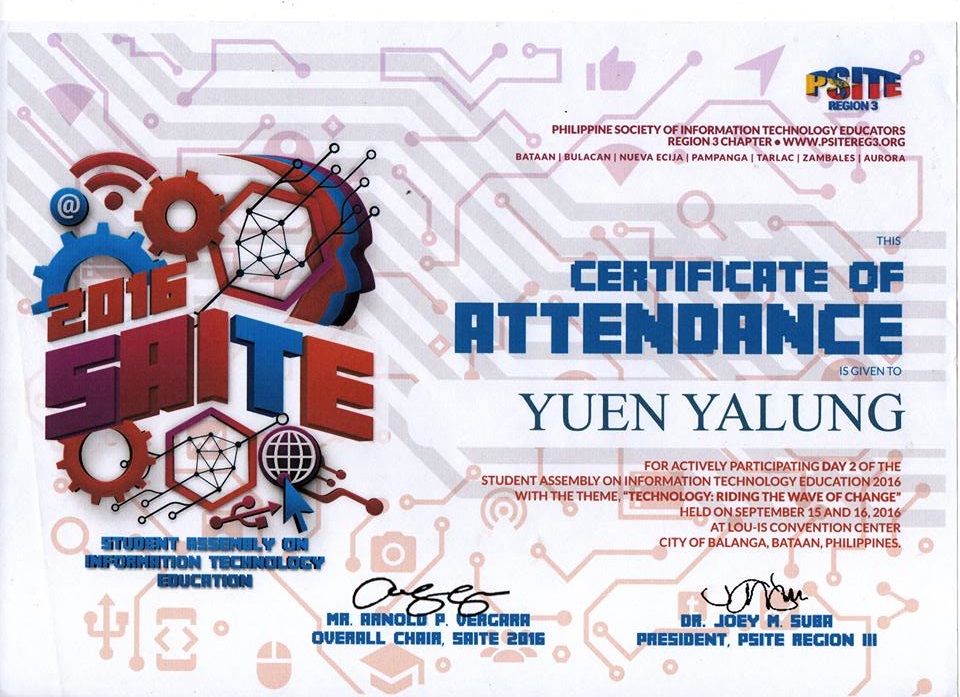 PSITE
REGION 3
PHILIPPINE SOCIETY OF INFORMATION TECHNOLOGY EDUCATORS
REGION 3 CHAPTER ● WWW.PSITEREG3.ORG
BATAAN | BULACAN | NUEVA ECIJA | PAMPANGA | TARLAC | ZAMBALES | AURORA
@
2016
SAITE
STUDENT ASSEMBLY ON
INFORMATION TECHNOLOGY
EDUCATION
THIS
CERTIFICATE OF
ATTENDANCE
IS GIVEN TO
YUEN YALUNG
FOR ACTIVELY PARTICIPATING DAY 2 OF THE
STUDENT ASSEMBLY ON INFORMATION TECHNOLOGY EDUCATION 2016
WITH THE THEME, "TECHNOLOGY: RIDING THE WAVE OF CHANGE"
HELD ON SEPTEMBER 15 AND 16, 2016
AT LOU-IS CONVENTION CENTER
CITY OF BALANGA, BATAAN, PHILIPPINES.
MR. ARNOLD P. VERGARA
OVERALL CHAIR, SAITE 2016
DR. JOEY M. SUBA
PRESIDENT, PSITE REGION III